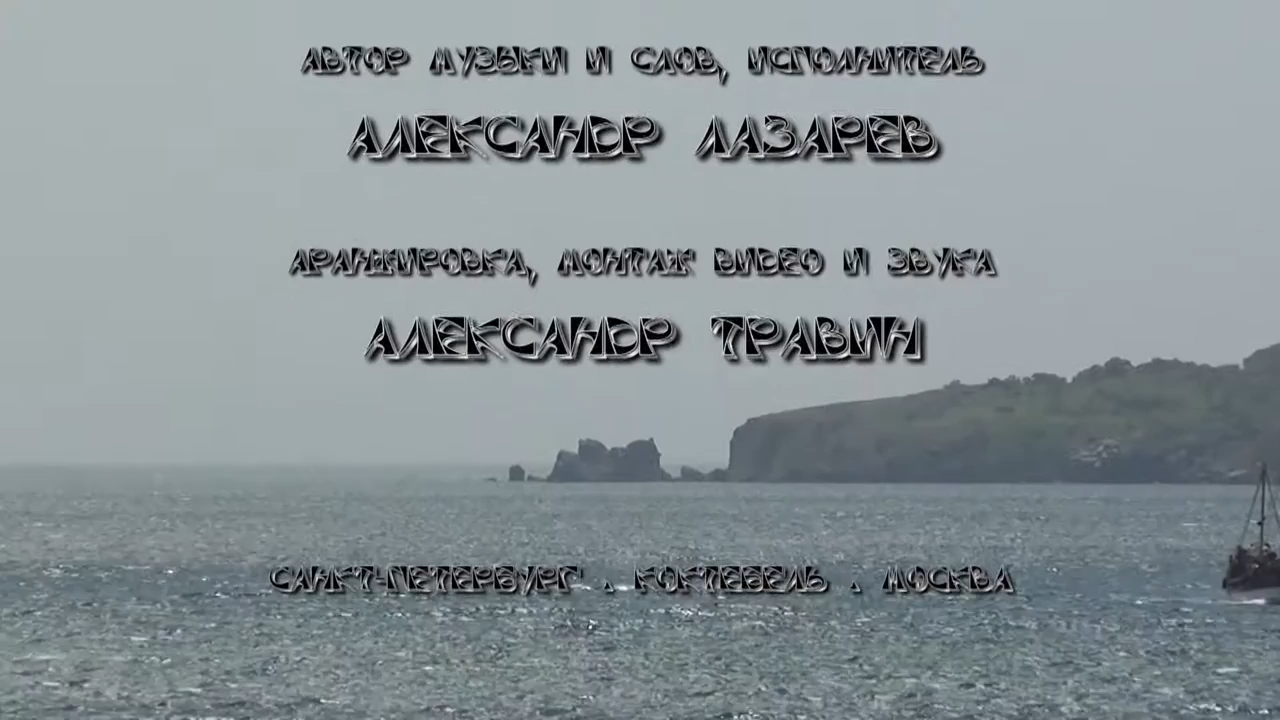 АВТОР МУЗЫКИ И СЛОВ, ИСПОЛНИТЕЛЬ
АЛЕКСАНДР ЛАЗАРЕВ
АРАНЖИРОВКА, МОНТАЖ ВИДЕО И ЗВУКА
АЛЕКСАНДР ТРАВИН
САНКТ-ПЕТЕРБУРГ . КОКТЕБЕЛЬ . МОСКВА